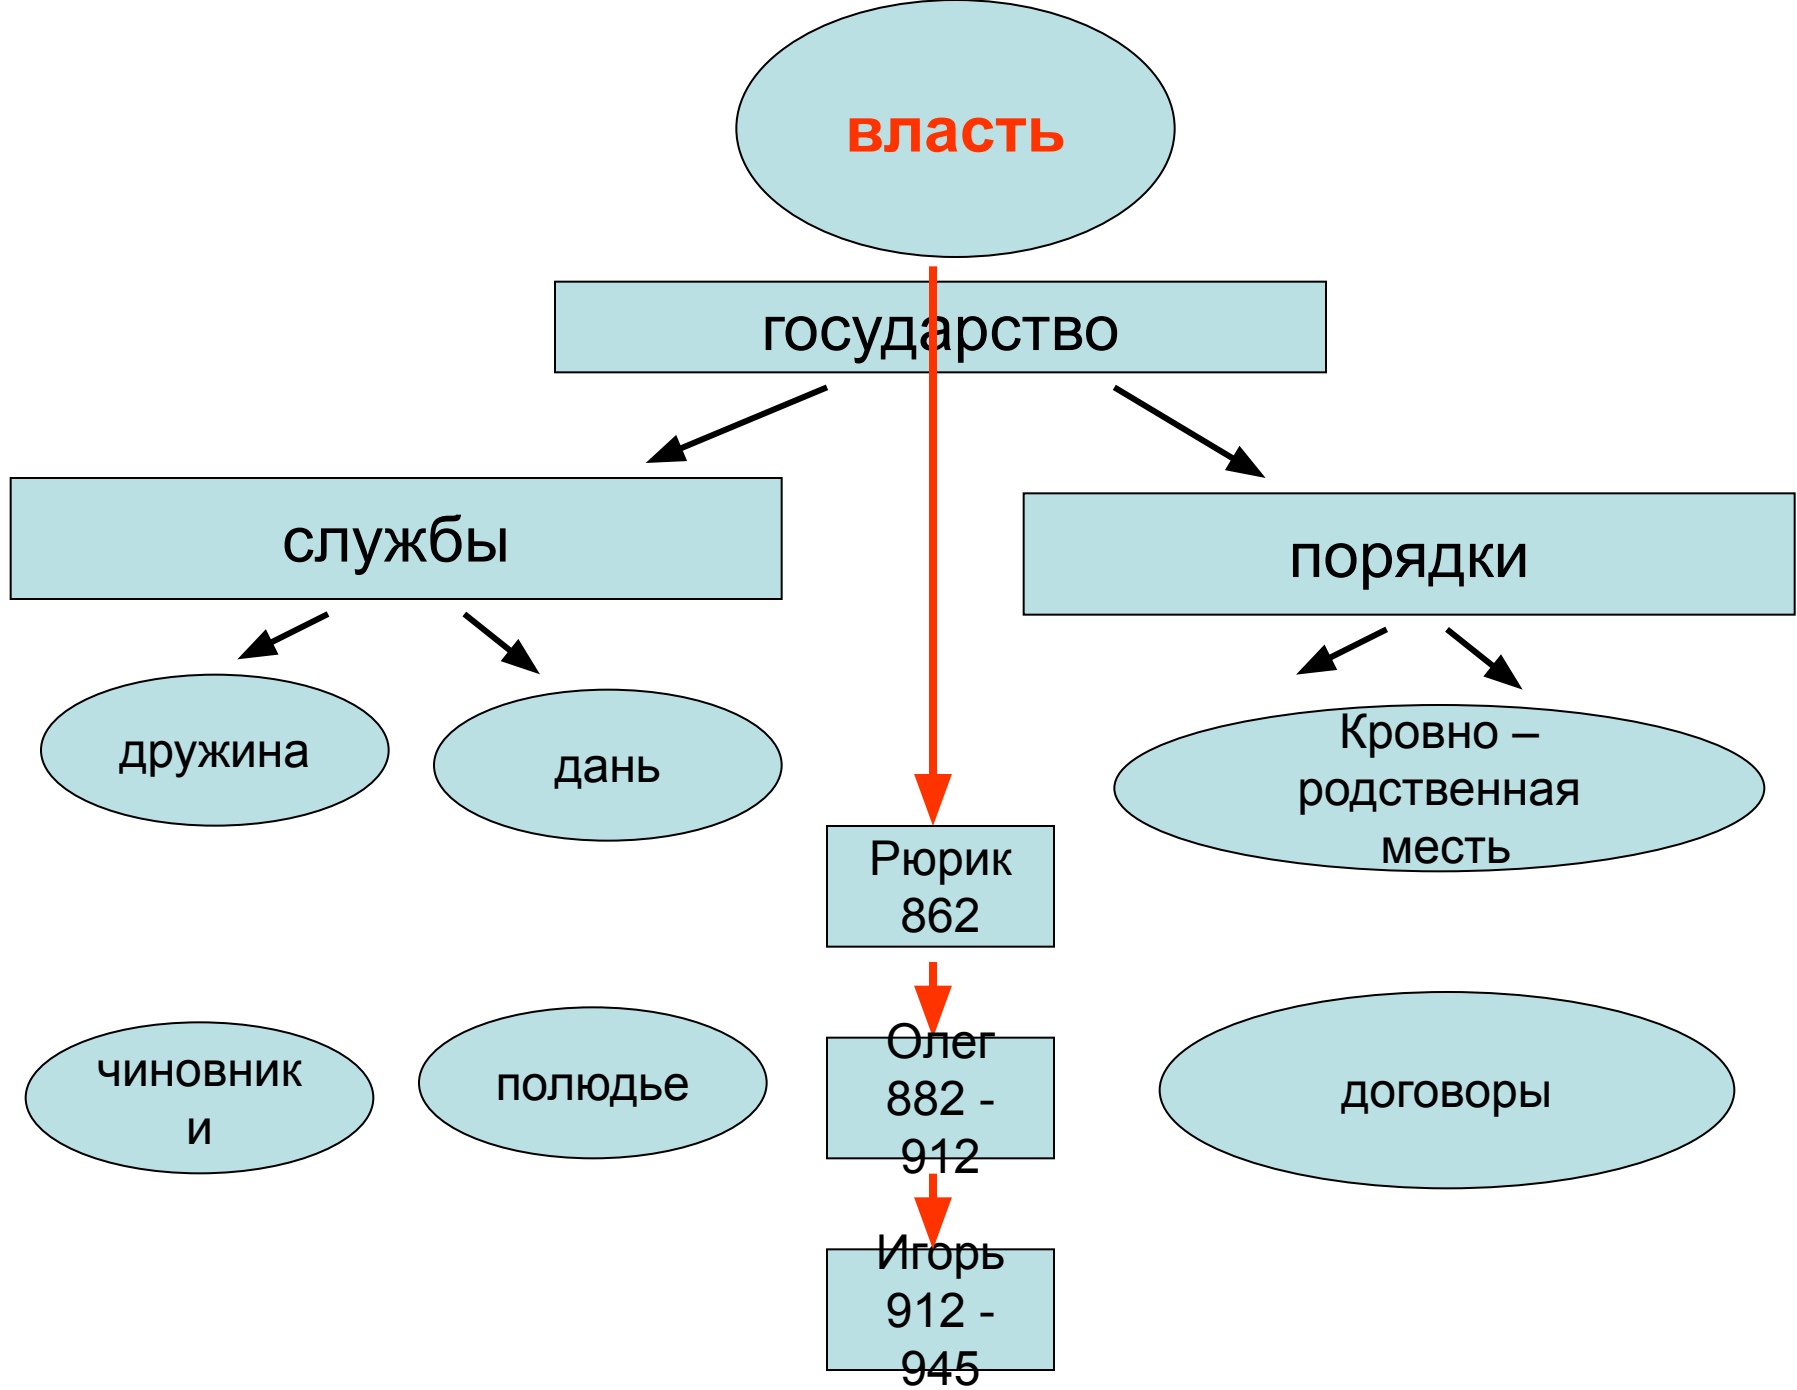 власть
государство
службы
порядки
дружина
дань
Кровно –
родственная
месть
Рюрик
862
чиновник
и
полюдье
Олег
882 -
912
договоры
Игорь
912 -
945